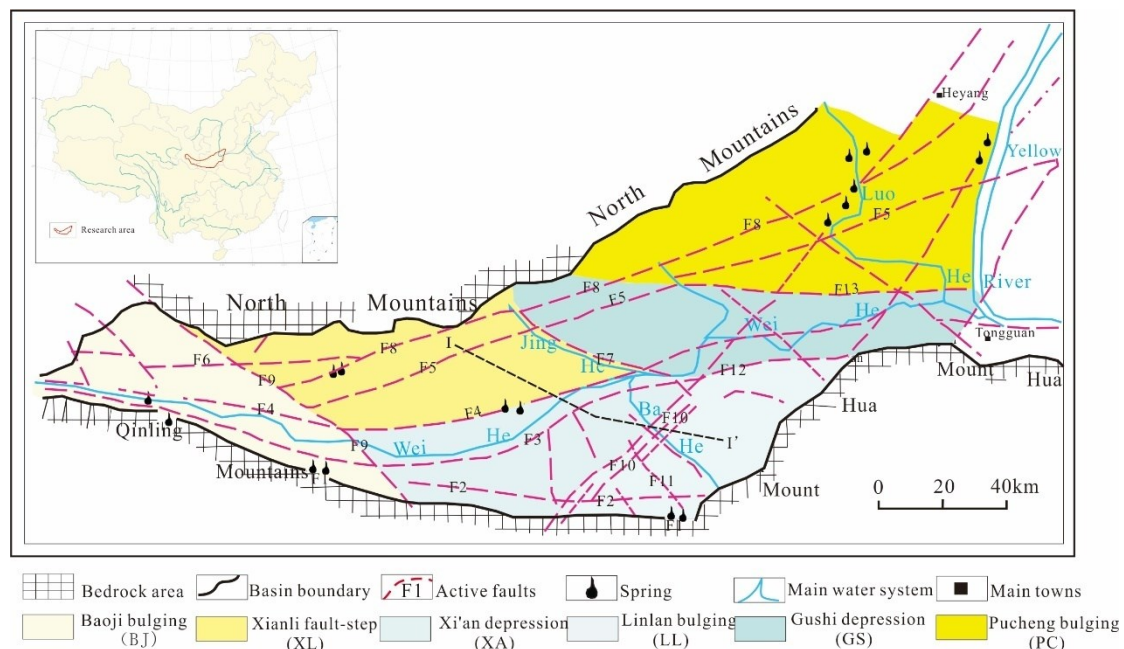 Research area
Heyang
Mountains
North
Yellow
Luo
F5
F8
He
River
F13
F8
F5
North
Mountains
Wei
He
Tongguan
Jing
I
F6
F8
F5
F7
He
F12
Mount
Hua
F9
F4
F4
Ba
F10
Hua
Qinling
F9
Wei
He
F3
I'
He
Mountains
F10
F11
Mount
F2
F2
F1
0 20 40km
Bedrock area
Basin boundary
F1 Active faults
Spring
Main water system
Main towns
Baoji bulging
(BJ)
Xianli fault-step
(XL)
Xi'an depression
(XA)
Linlan bulging
(LL)
Gushi depression
(GS)
Pucheng bulging
(PC)